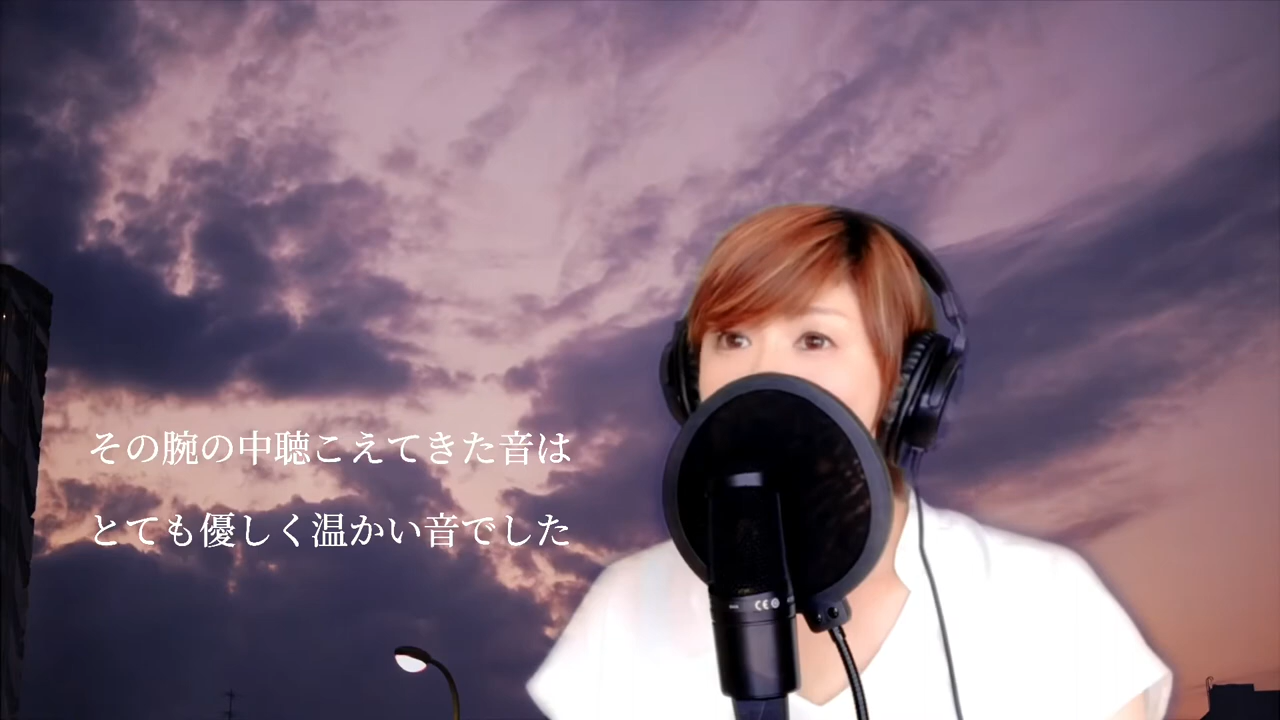 その腕の中聴こえてきた音は
とても優しく温かい音でした
CE